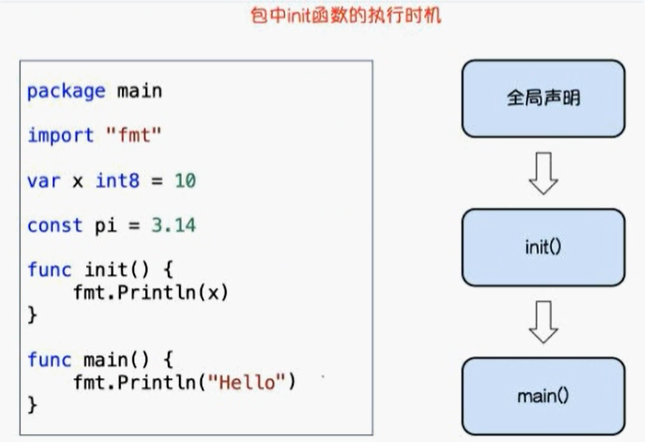 包中init函数的执行时机
package main
import "fmt"
var x int8 = 10
const pi = 3.14
func init() {
    fmt.Println(x)
}
func main() {
    fmt.Println("Hello")
}
全局声明
init()
main()